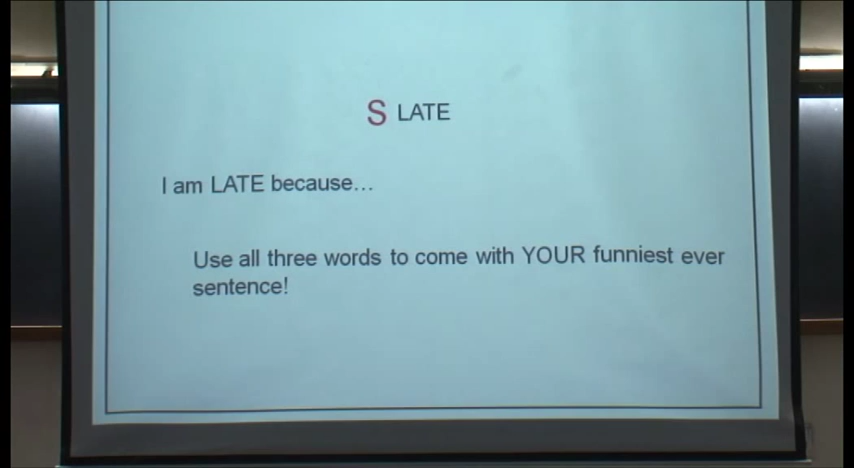 S LATE
I am LATE because...
Use all three words to come with YOUR funniest ever
sentence!